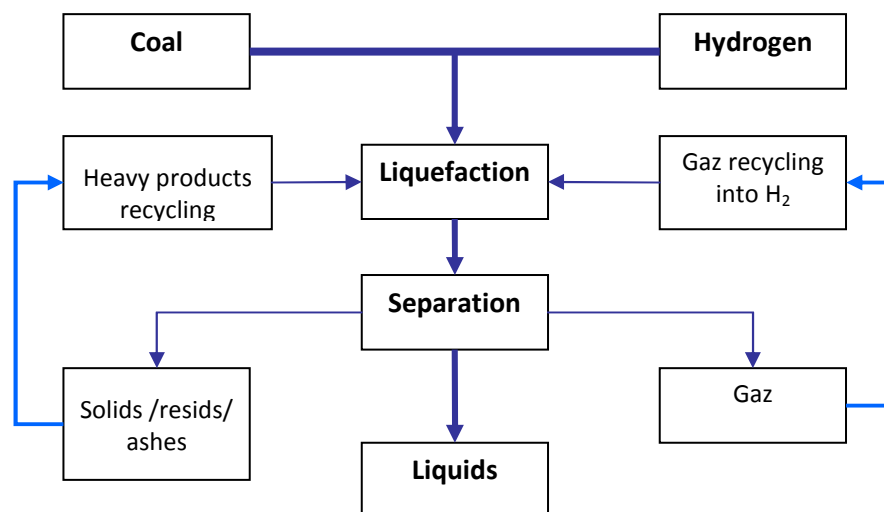 Coal
Hydrogen
Heavy products
recycling
Liquefaction
Gaz recycling
into H₂
Separation
Solids /resids/
ashes
Gaz
Liquids